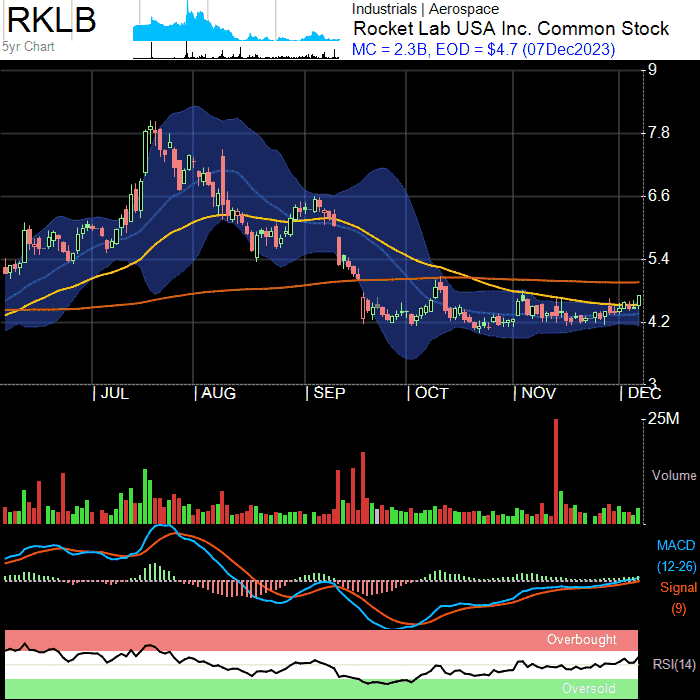 RKLB
5yr Chart
Industrials | Aerospace
Rocket Lab USA Inc. Common Stock
MC = 2.3B, EOD = $4.7 (07Dec2023)
9
7.8
6.6
5.4
4.2
3
| JUL | AUG | SEP | OCT | NOV | DEC
25M
Volume
MACD
(12-26)
Signal
(9)
Overbought
RSI(14)
Oversold